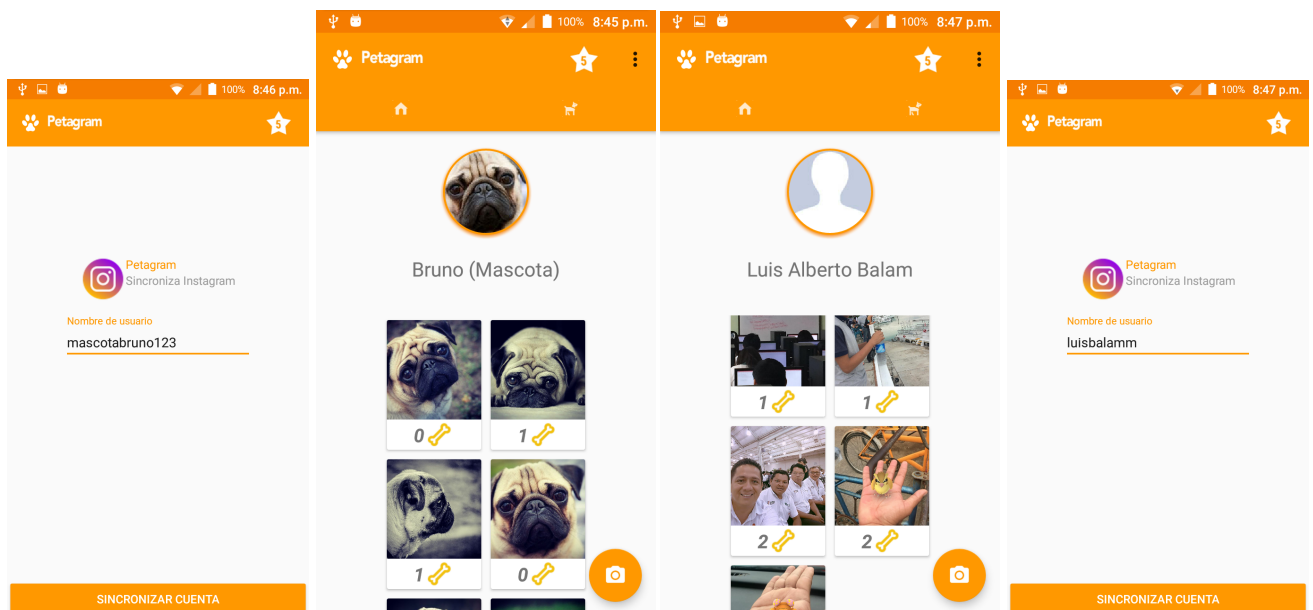 100% 8:46 p.m.
Petagram
5
Petagram
Sincroniza Instagram
Nombre de usuario
mascotabruno123
SINCRONIZAR CUENTA
100% 8:45 p.m.
Petagram
5
Bruno (Mascota)
0
1
1
0
100% 8:47 p.m.
Petagram
5
Luis Alberto Balam
1
1
2
2
100% 8:47 p.m.
Petagram
5
Petagram
Sincroniza Instagram
Nombre de usuario
luisbalamm
SINCRONIZAR CUENTA